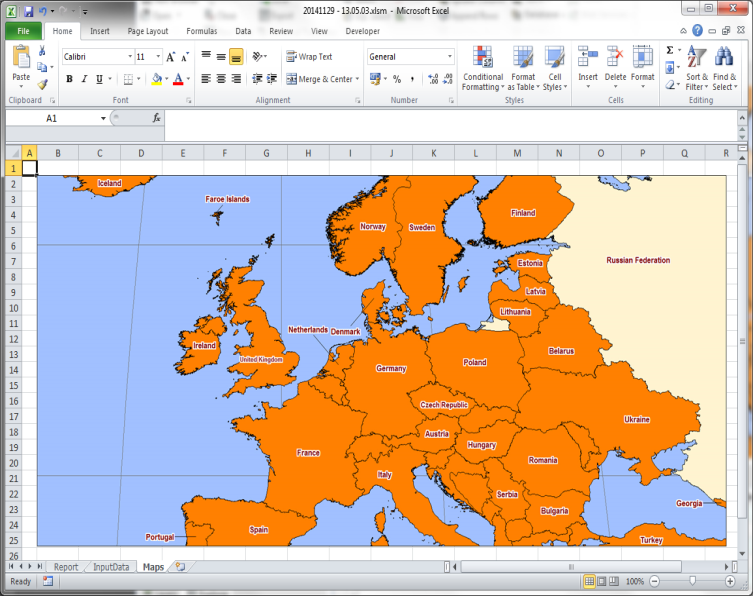 20141129 - 13.05.03.xlsm - Microsoft Excel
File Home Insert Page Layout Formulas Data Review View Developer
Paste
Calibri 11 A A
B I U A
Wrap Text
Merge & Center
General
% ,
Conditional Formatting
Format as Table
Cell Styles
Insert Delete Format
Sort & Filter
Find & Select
Clipboard Font Alignment Number Styles Cells Editing
A1 fx
A B C D E F G H I J K L M N O P Q R
1
2
3
4
5
6
7
8
9
10
11
12
13
14
15
16
17
18
19
20
21
22
23
24
25
26
Iceland
Faroe Islands
Finland
Norway
Sweden
Russian Federation
Estonia
Latvia
Lithuania
Netherlands
Denmark
Ireland
United Kingdom
Belarus
Poland
Germany
Czech Republic
Ukraine
Austria
Hungary
France
Romania
Italy
Serbia
Georgia
Bulgaria
Spain
Portugal
Turkey
Report InputData Maps
Ready 100%